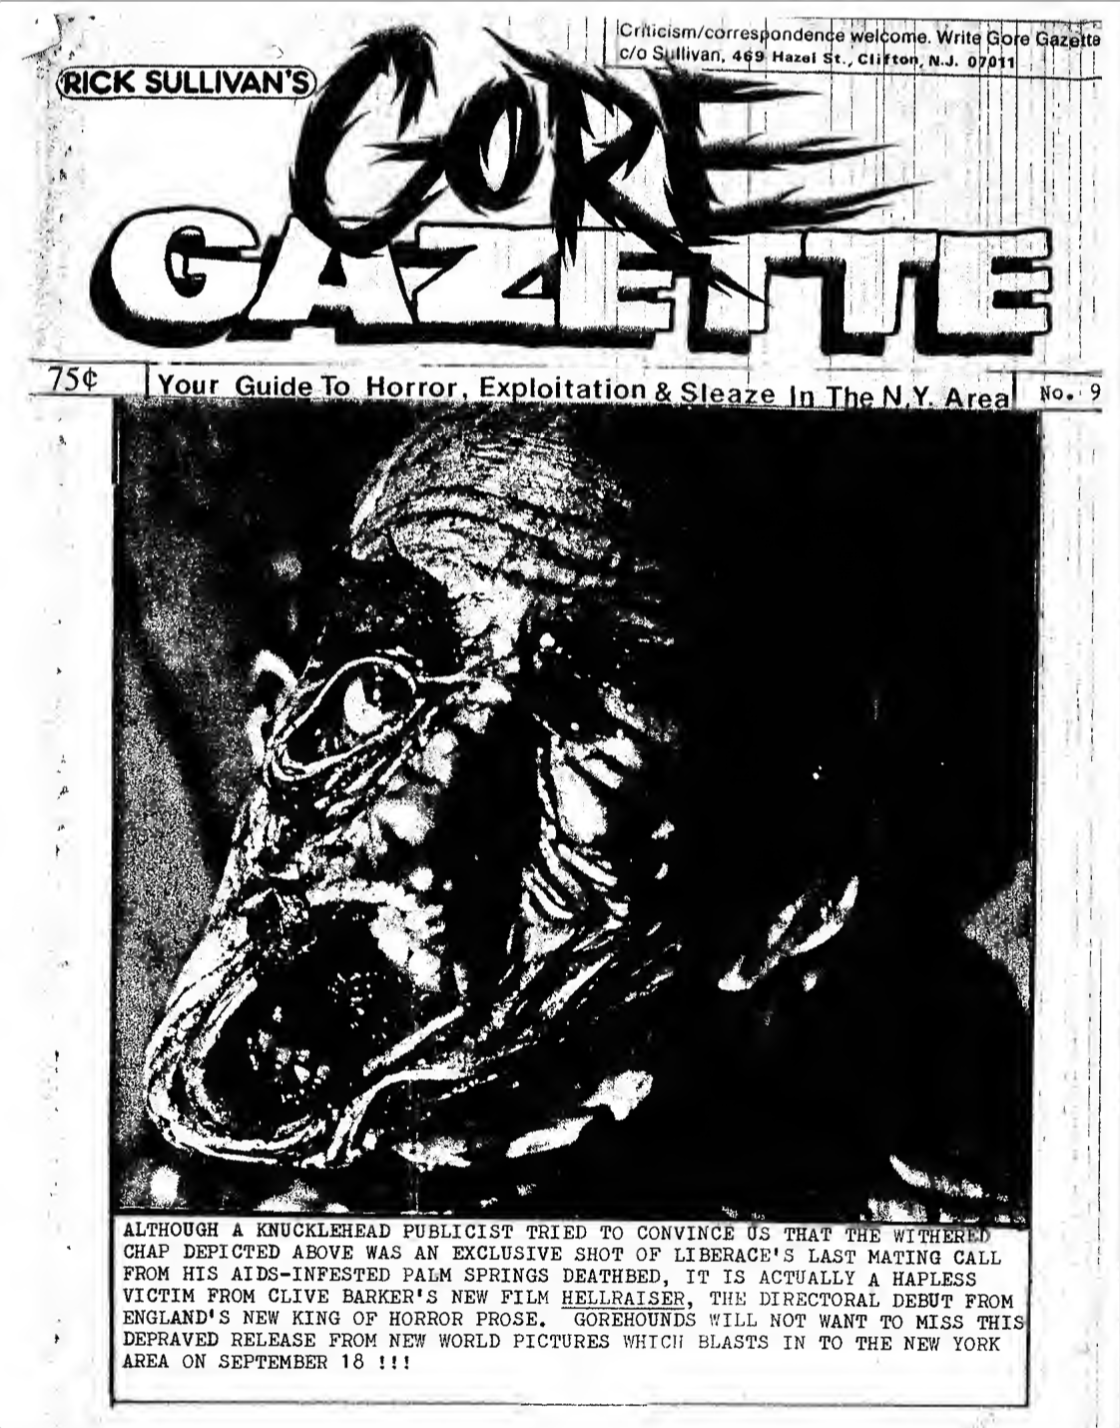 Criticism/correspondence welcome. Write Gore Gazette
c/o Sullivan, 469 Hazel St., Clifton, N.J. 07011
RICK SULLIVAN'S
GORE
GAZETTE
75¢
Your Guide To Horror, Exploitation & Sleaze In The N.Y. Area
No. 9
ALTHOUGH A KNUCKLEHEAD PUBLICIST TRIED TO CONVINCE US THAT THE WITHERED
CHAP DEPICTED ABOVE WAS AN EXCLUSIVE SHOT OF LIBERACE'S LAST MATING CALL
FROM HIS AIDS-INFESTED PALM SPRINGS DEATHBED, IT IS ACTUALLY A HAPLESS
VICTIM FROM CLIVE BARKER'S NEW FILM HELLRAISER, THE DIRECTORAL DEBUT FROM
ENGLAND'S NEW KING OF HORROR PROSE. GOREHOUNDS WILL NOT WANT TO MISS THIS
DEPRAVED RELEASE FROM NEW WORLD PICTURES WHICH BLASTS IN TO THE NEW YORK
AREA ON SEPTEMBER 18 !!!